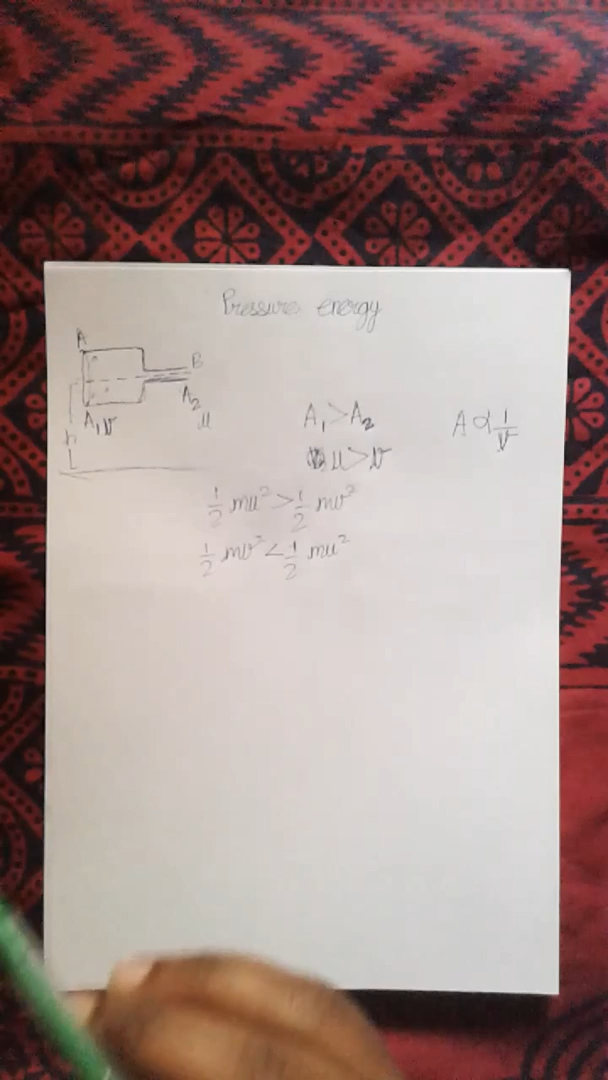 Pressure energy
A
B
A₁ v
A₂
u
h
A₁ > A₂
A ∝ 1/v
u > v
1/2 mu² > 1/2 mv²
1/2 mv² < 1/2 mu²